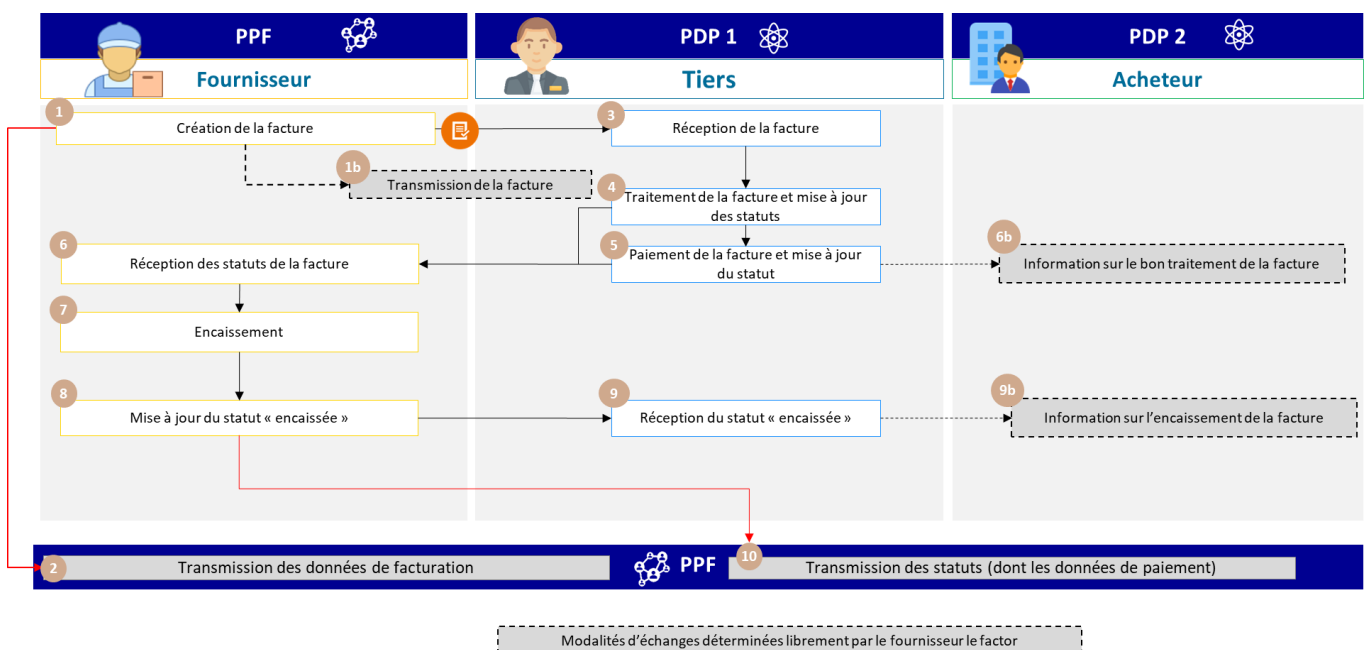 PPF
PDP 1
PDP 2
Fournisseur
Tiers
Acheteur
1
Création de la facture
3
Réception de la facture
1b
Transmission de la facture
4
Traitement de la facture et mise à jour
des statuts
5
Paiement de la facture et mise à jour
du statut
6
Réception des statuts de la facture
6b
Information sur le bon traitement de la facture
7
Encaissement
8
Mise à jour du statut « encaissée »
9
Réception du statut « encaissée »
9b
Information sur l’encaissement de la facture
2
Transmission des données de facturation
PPF
10
Transmission des statuts (dont les données de paiement)
Modalités d’échanges déterminées librement par le fournisseur le factor